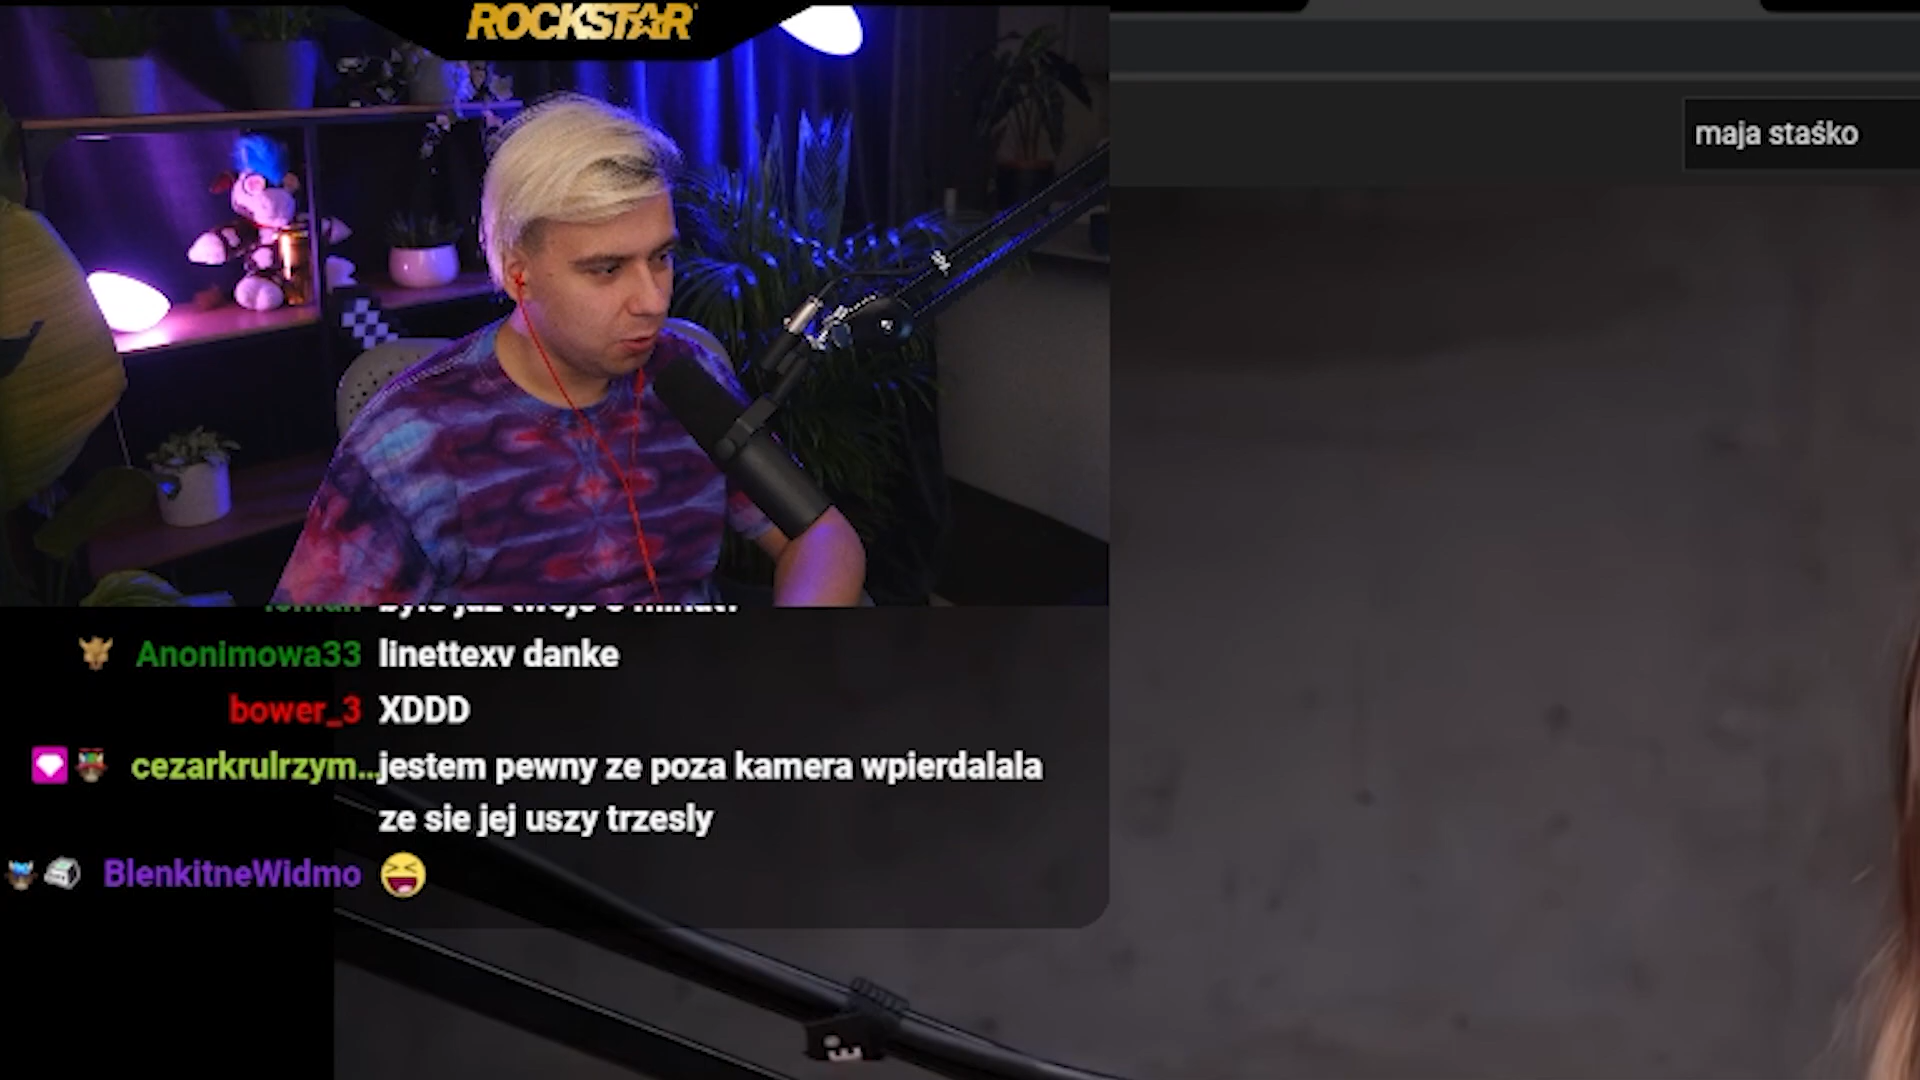 ROCKSTAR
maja staśko
Anonimowa33 linettexv danke
bower_3 XDDD
cezarkrulrzym... jestem pewny ze poza kamera wpierdalala
ze sie jej uszy trzesly
BlenkitneWidmo 😆